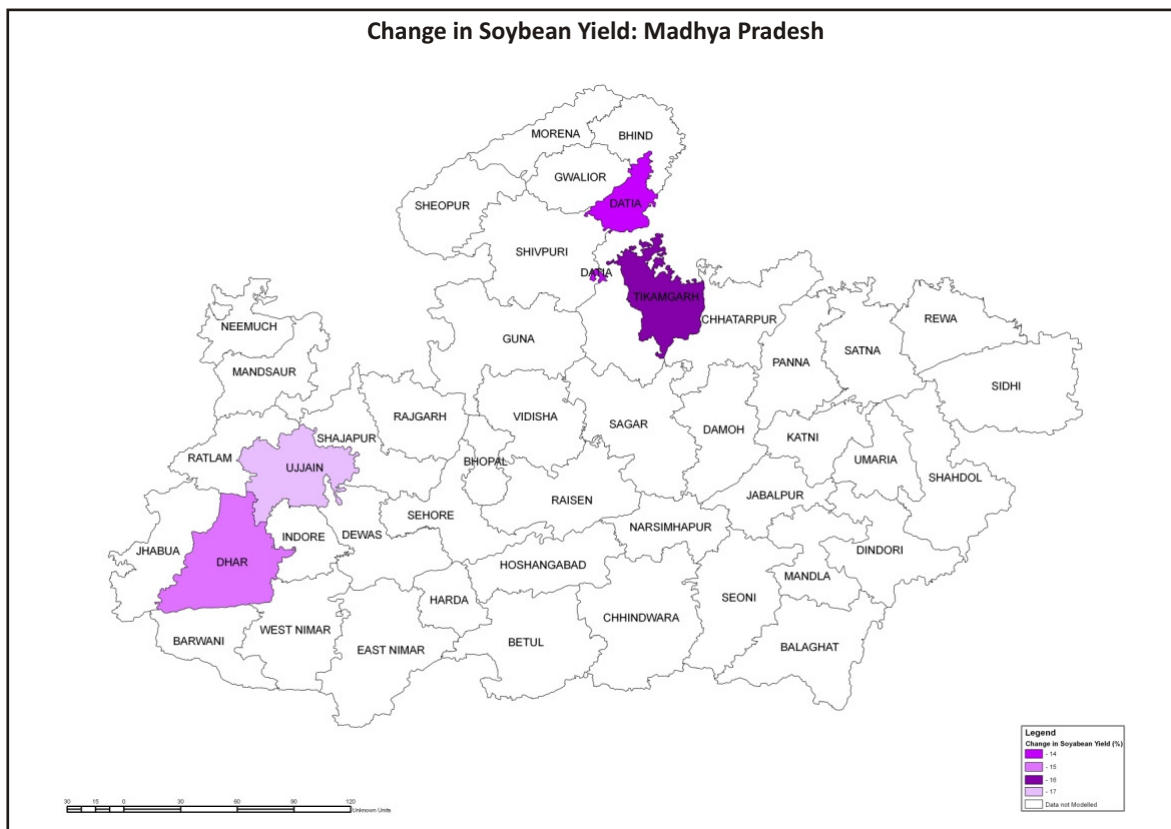 Change in Soybean Yield: Madhya Pradesh
MORENA
BHIND
GWALIOR
DATIA
SHEOPUR
SHIVPURI
DATIA
TIKAMGARH
CHHATARPUR
REWA
NEEMUCH
GUNA
SATNA
PANNA
MANDSAUR
SIDHI
RAJGARH
VIDISHA
SAGAR
DAMOH
KATNI
SHAJAPUR
RATLAM
UJJAIN
BHOPAL
UMARIA
SHAHDOL
RAISEN
JABALPUR
SEHORE
NARSIMHAPUR
INDORE
DEWAS
JHABUA
DHAR
DINDORI
HOSHANGABAD
MANDLA
SEONI
HARDA
CHHINDWARA
WEST NIMAR
BARWANI
EAST NIMAR
BETUL
BALAGHAT
Legend
Change in Soyabean Yield (%)
- 14
- 15
- 16
- 17
Data not Modelled
30 15 0 30 60 90 120
Unknown Units